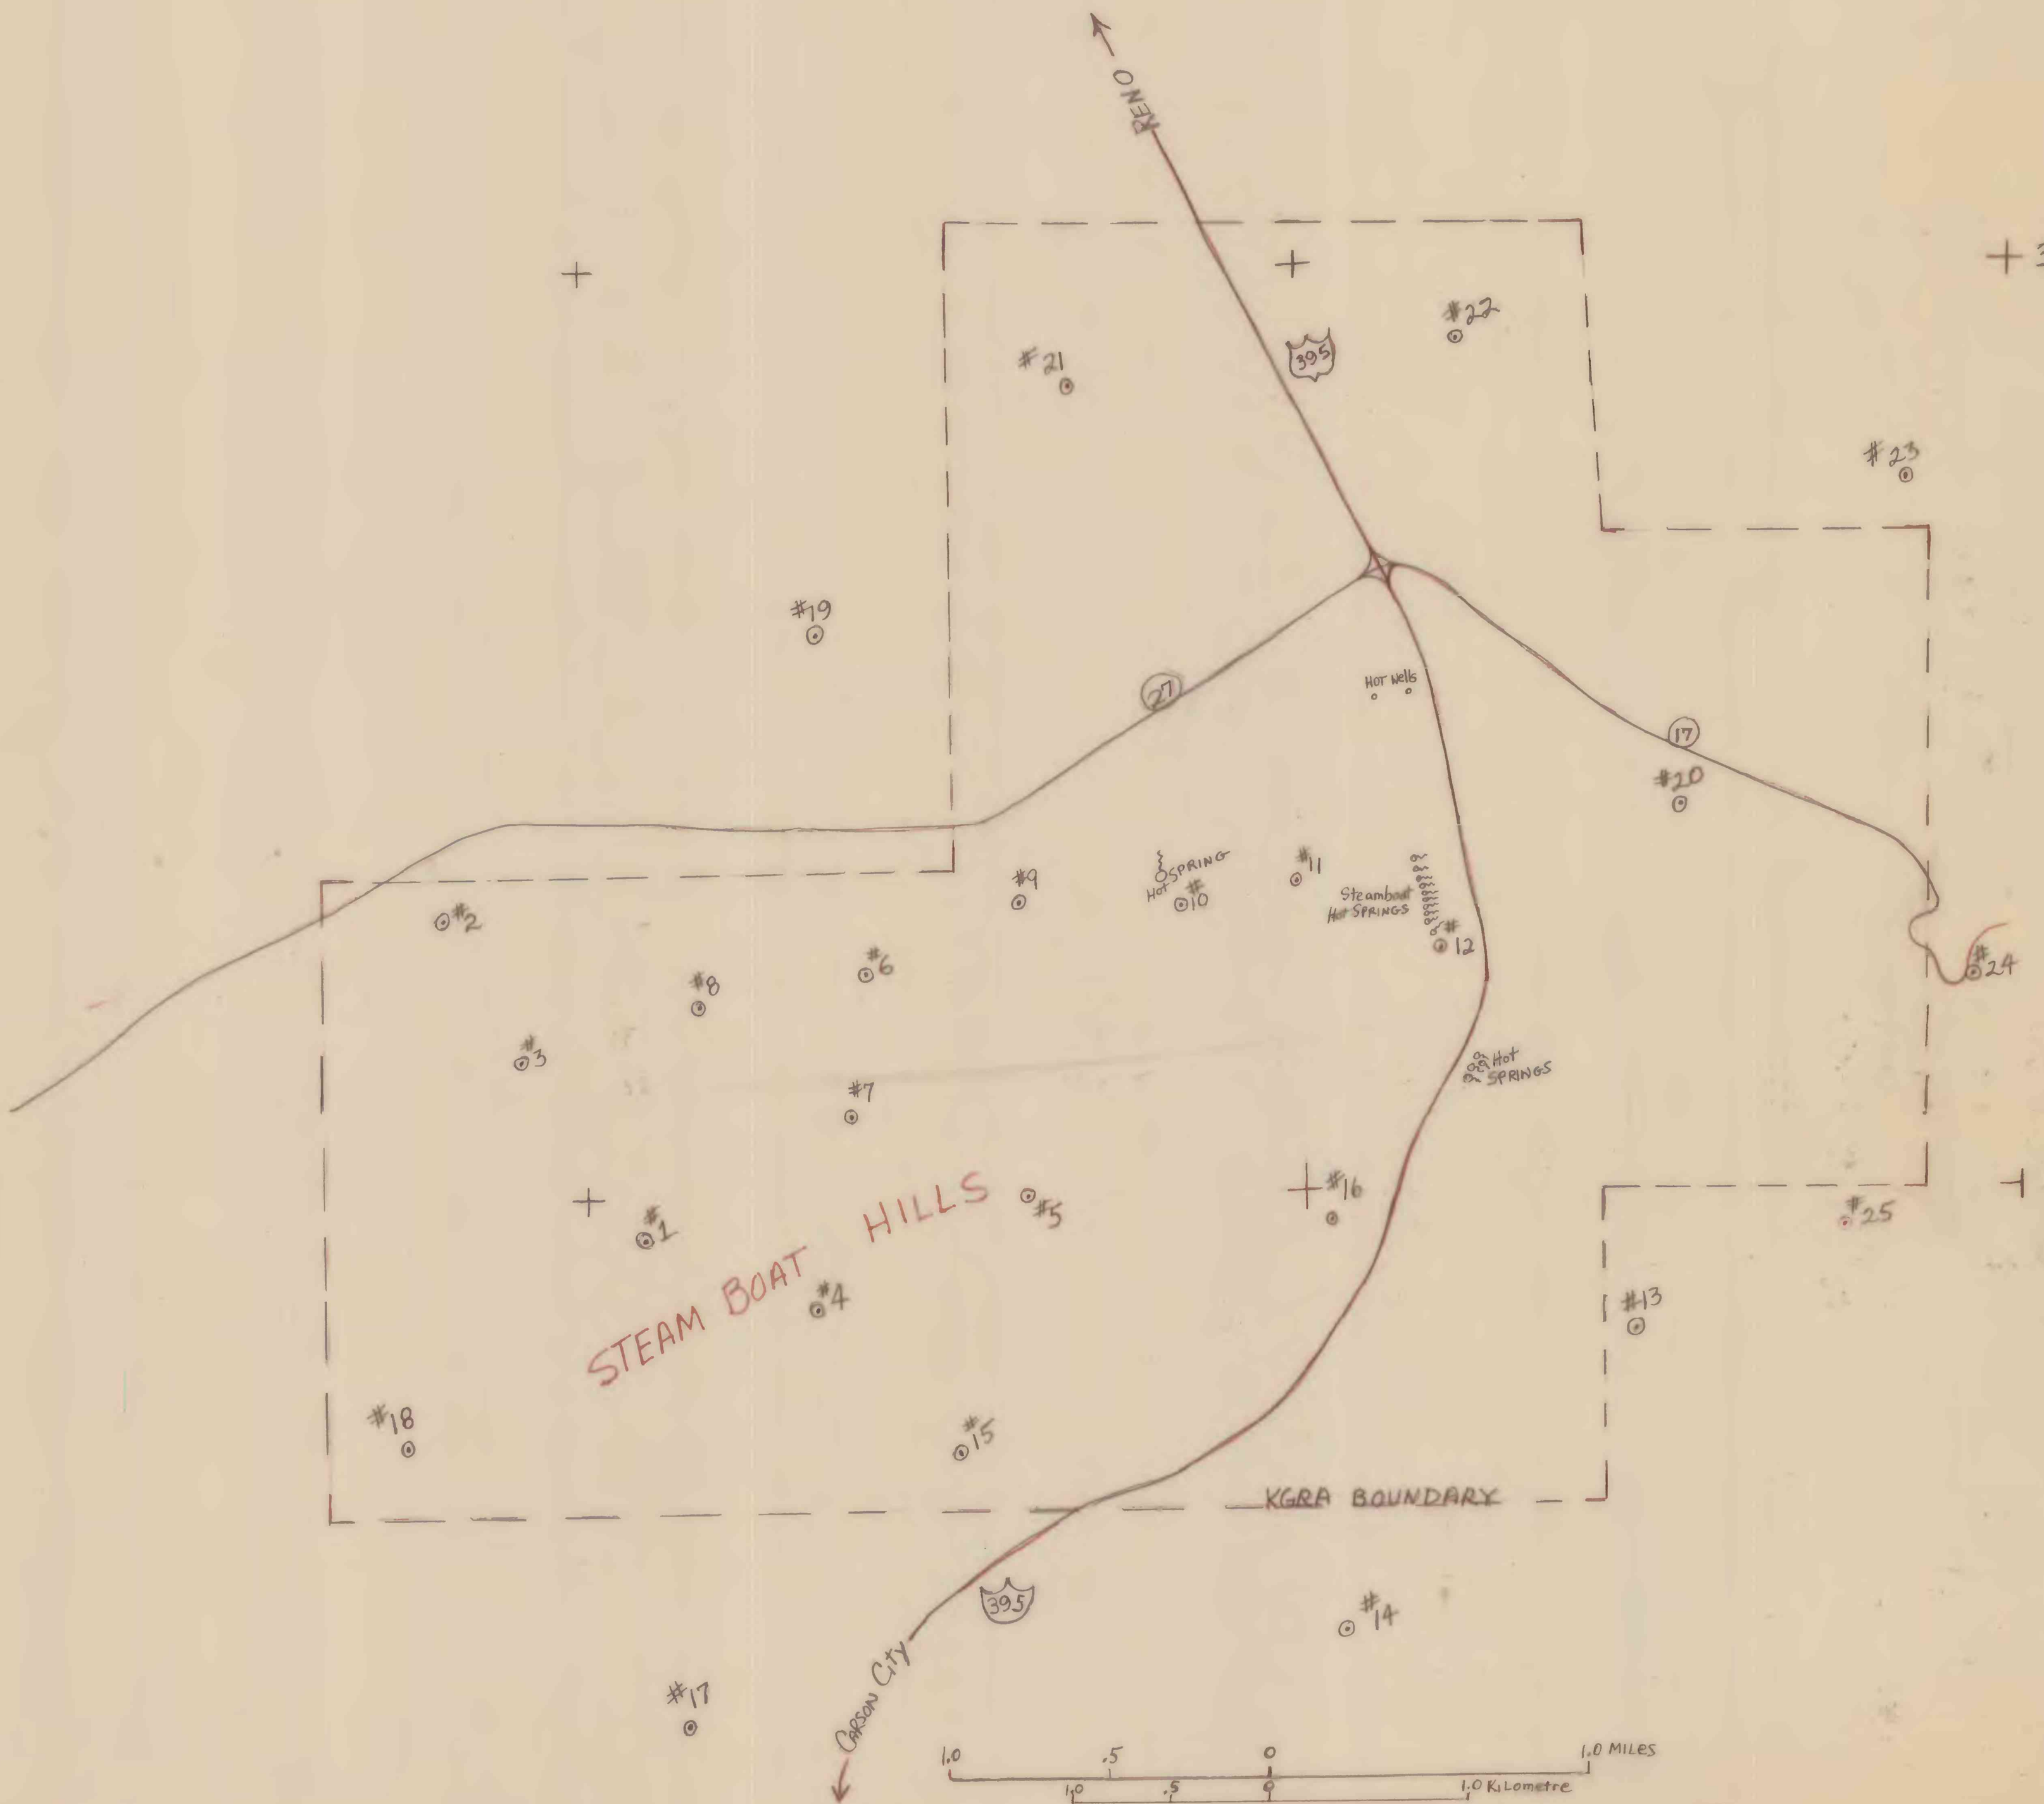 RENO
3
#22
395
#21
#23
#19
HOT Wells
27
17
#20
HOT SPRING
#9
#10
#11
Steamboat
Hot SPRINGS
#12
#2
#6
#8
#24
#3
Hot
SPRINGS
#7
#16
#5
#25
#1
STEAM BOAT HILLS
#4
#13
#18
#15
KGRA BOUNDARY
395
#14
#17
CARSON City
1.0 .5 0 1.0 MILES
1.0 .5 0 1.0 KiLometre